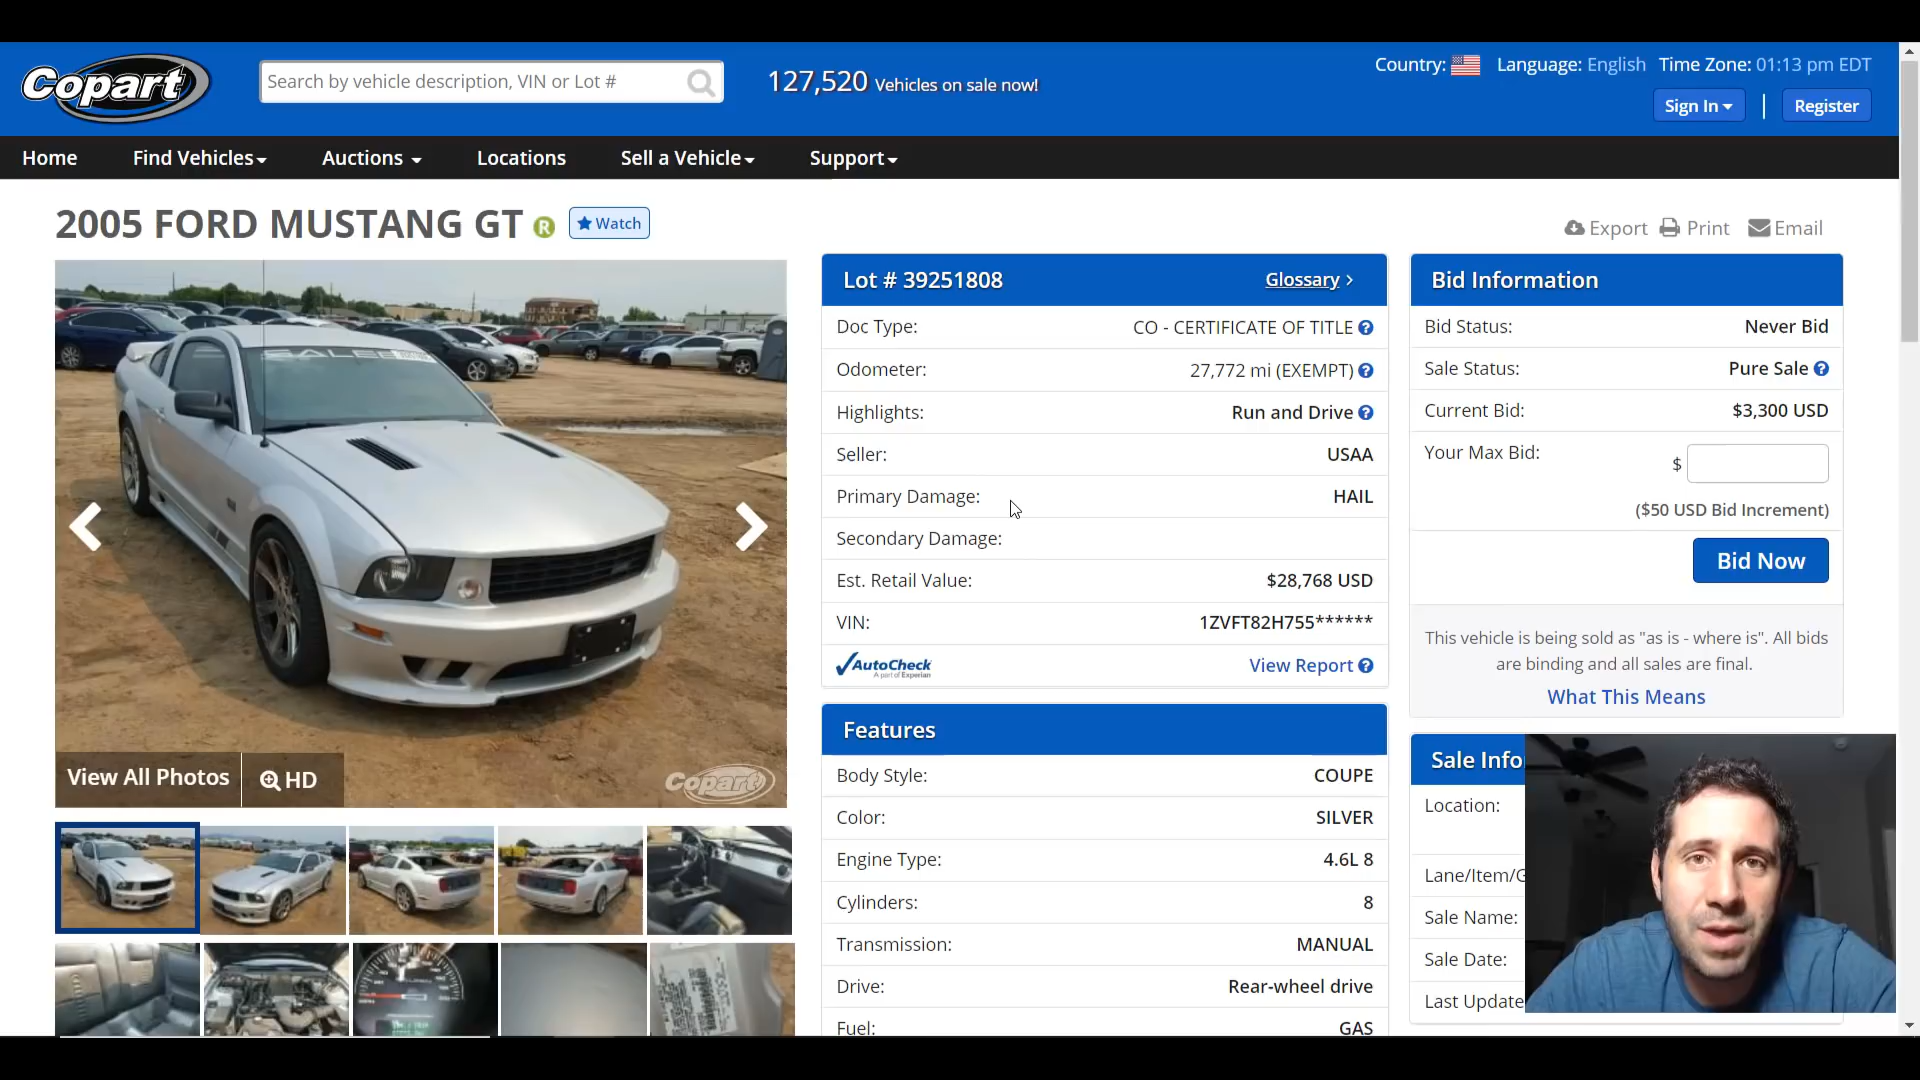 Copart
Search by vehicle description, VIN or Lot #
127,520 Vehicles on sale now!
Country:
Language: English
Time Zone: 01:13 pm EDT
Sign In
Register
Home
Find Vehicles
Auctions
Locations
Sell a Vehicle
Support
2005 FORD MUSTANG GT
R
Watch
Export
Print
Email
SALEEN
View All Photos
HD
Copart
Lot # 39251808
Glossary
Doc Type: CO - CERTIFICATE OF TITLE
Odometer: 27,772 mi (EXEMPT)
Highlights: Run and Drive
Seller: USAA
Primary Damage: HAIL
Secondary Damage:
Est. Retail Value: $28,768 USD
VIN: 1ZVFT82H755******
AutoCheck
A part of Experian
View Report
Features
Body Style: COUPE
Color: SILVER
Engine Type: 4.6L 8
Cylinders: 8
Transmission: MANUAL
Drive: Rear-wheel drive
Fuel: GAS
Bid Information
Bid Status: Never Bid
Sale Status: Pure Sale
Current Bid: $3,300 USD
Your Max Bid: $
($50 USD Bid Increment)
Bid Now
This vehicle is being sold as "as is - where is". All bids
are binding and all sales are final.
What This Means
Sale Info
Location:
Lane/Item/G
Sale Name:
Sale Date:
Last Update